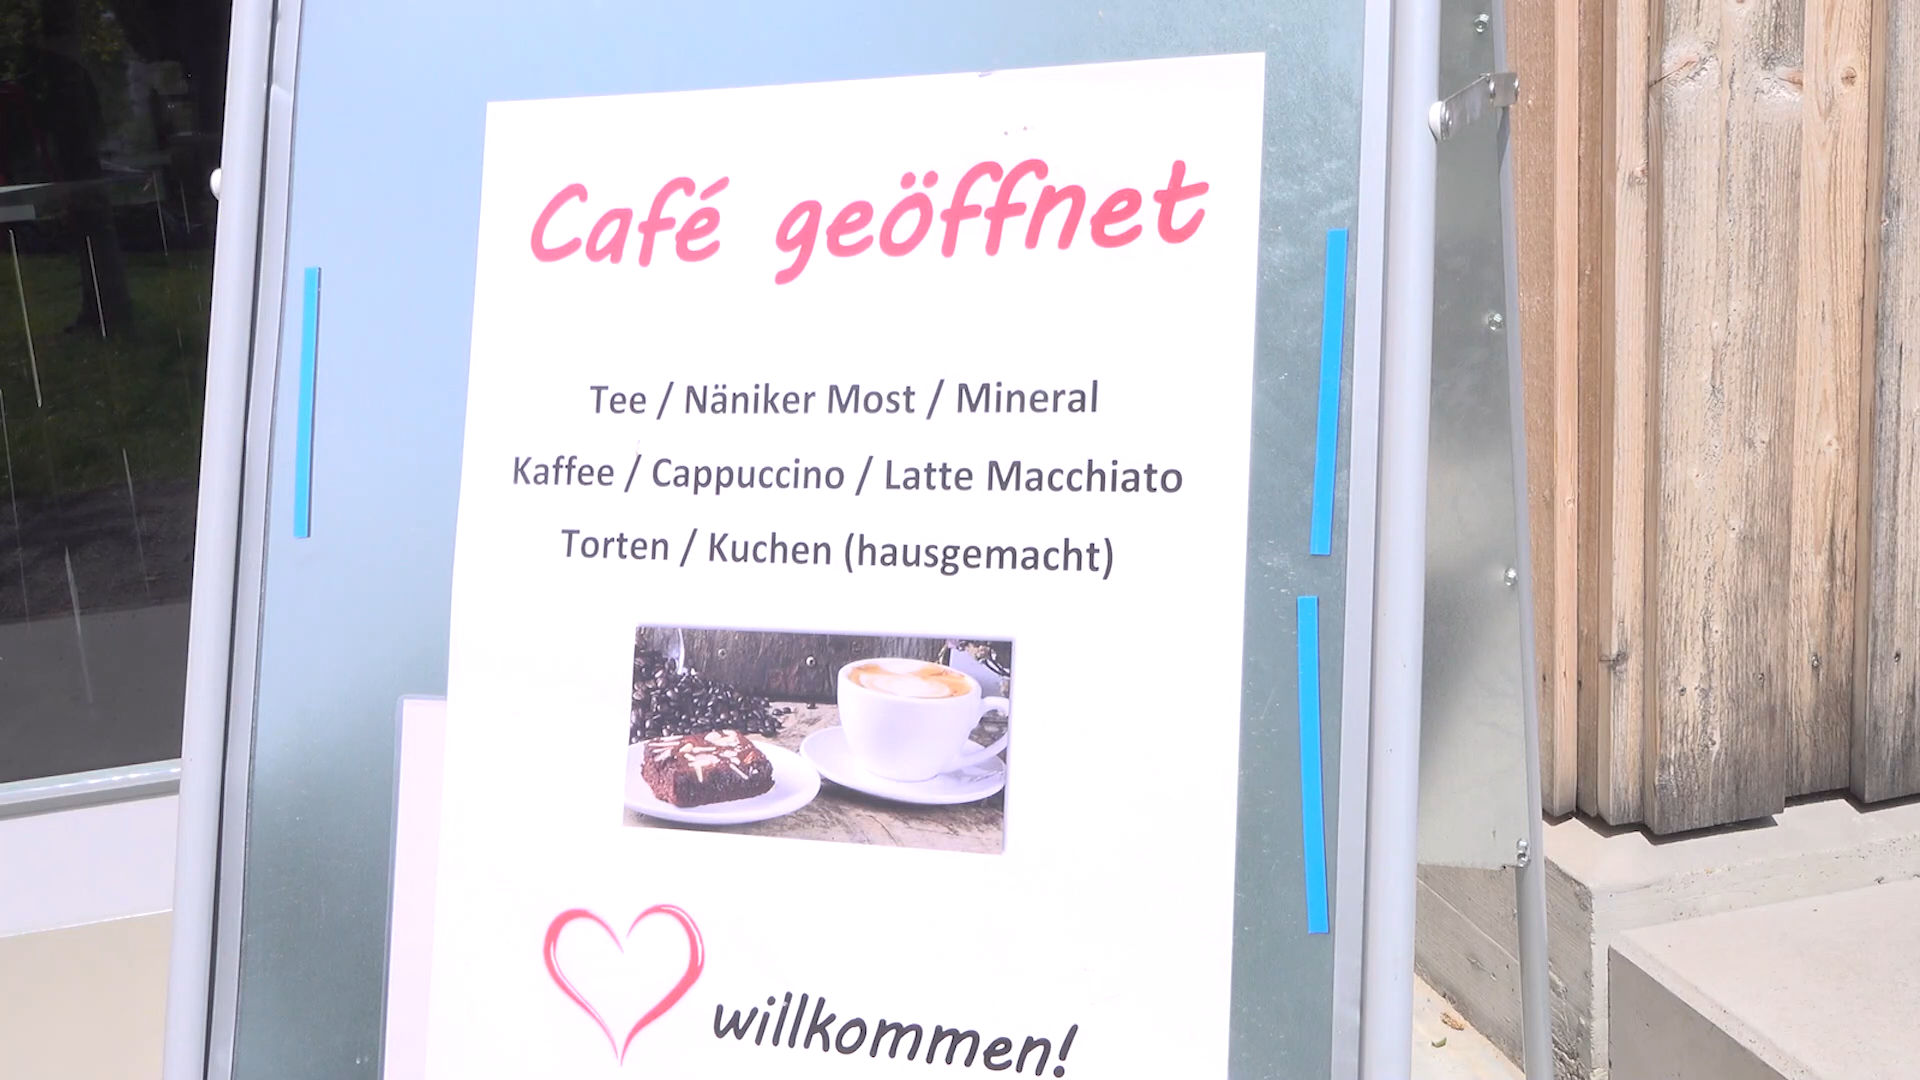 Café geöffnet
Tee / Näniker Most / Mineral
Kaffee / Cappuccino / Latte Macchiato
Torten / Kuchen (hausgemacht)
willkommen!